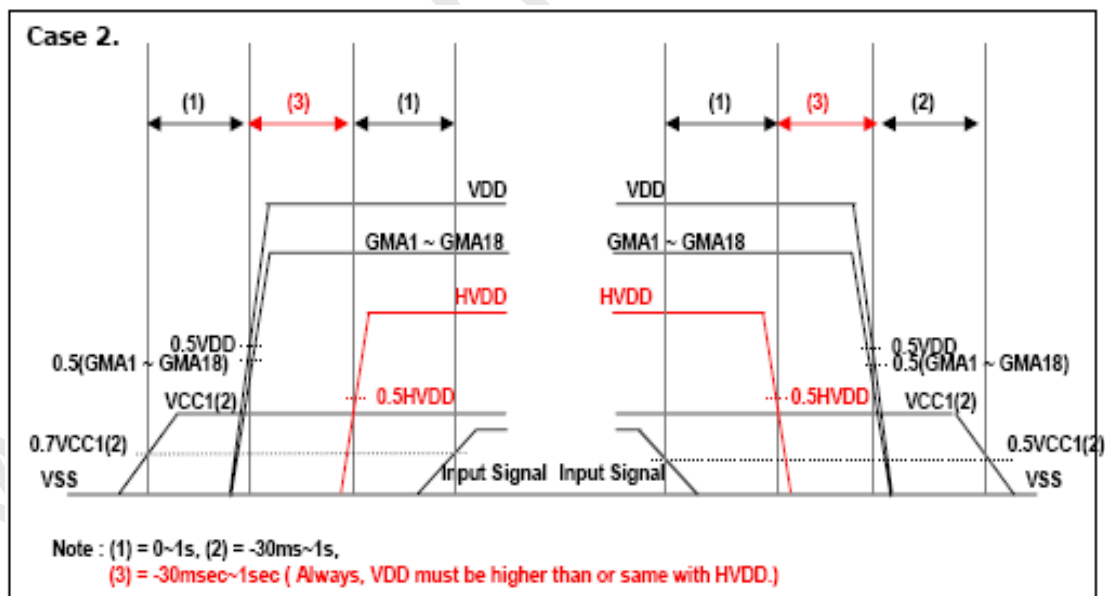 Case 2.
(1) (3) (1) (1) (3) (2)
VDD VDD
GMA1 ~ GMA18 GMA1 ~ GMA18
HVDD HVDD
0.5VDD 0.5VDD
0.5(GMA1 ~ GMA18) 0.5(GMA1 ~ GMA18)
VCC1(2) 0.5HVDD 0.5HVDD VCC1(2)
0.7VCC1(2) 0.5VCC1(2)
VSS Input Signal Input Signal VSS
Note : (1) = 0~1s, (2) = -30ms~1s,
(3) = -30msec~1sec ( Always, VDD must be higher than or same with HVDD.)